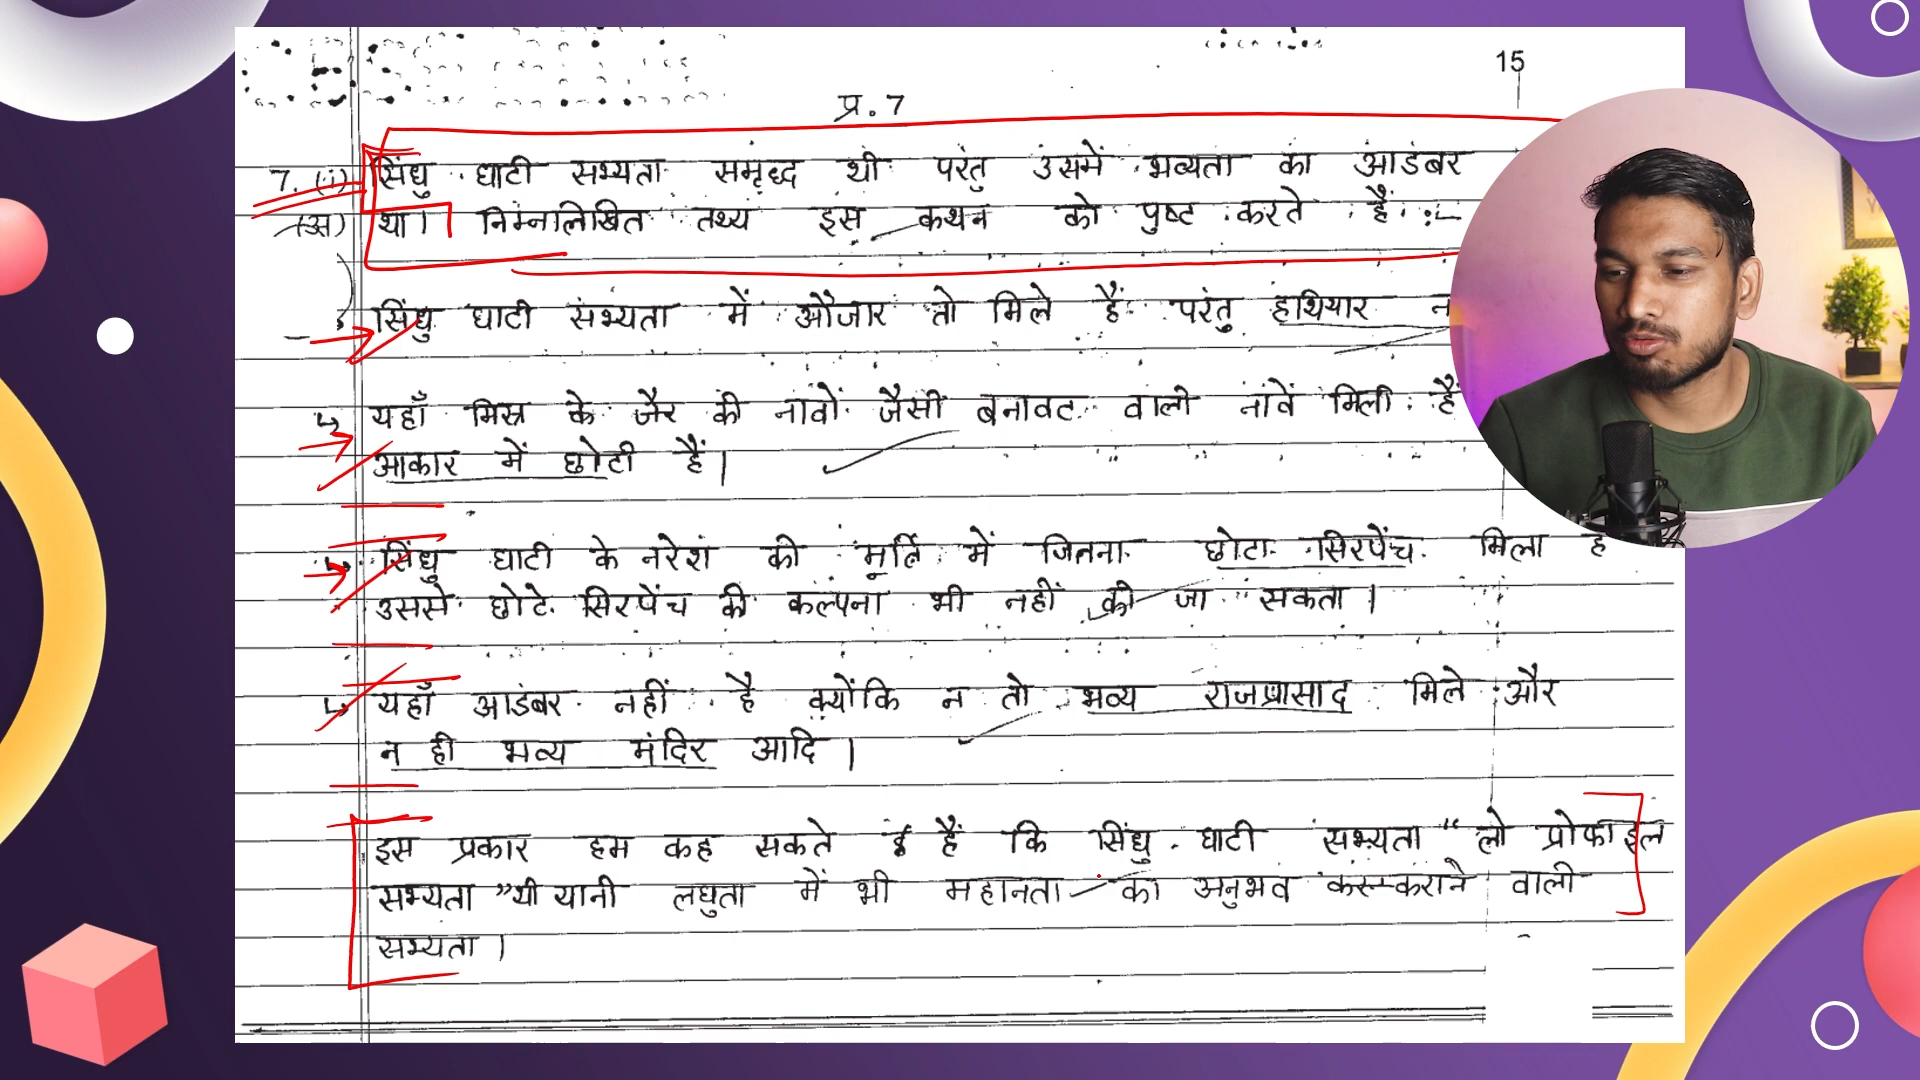 15
प्र. 7
7. (i) सिंधु घाटी सभ्यता समृद्ध थी परंतु उसमें भव्यता का आडंबर
(अ) था। निम्नलिखित तथ्य इस कथन को पुष्ट करते हैं :-
सिंधु घाटी सभ्यता में औजार तो मिले हैं परंतु हथियार न
यहाँ मिस्र के जैर की नावों जैसी बनावट वाली नांवें मिली हैं
आकार में छोटी हैं।
सिंधु घाटी के नरेश की मूर्ति में जितना छोटा सिरपेंच मिला ह
उससे छोटे सिरपेंच की कल्पना भी नहीं की जा सकता।
यहाँ आडंबर नहीं है क्योंकि न तो भव्य राजप्रासाद मिले और
न ही भव्य मंदिर आदि।
इस प्रकार हम कह सकते हैं कि सिंधु घाटी सभ्यता "लो प्रोफाइल
सभ्यता" थी यानी लघुता में भी महानता का अनुभव कराने वाली
सभ्यता।